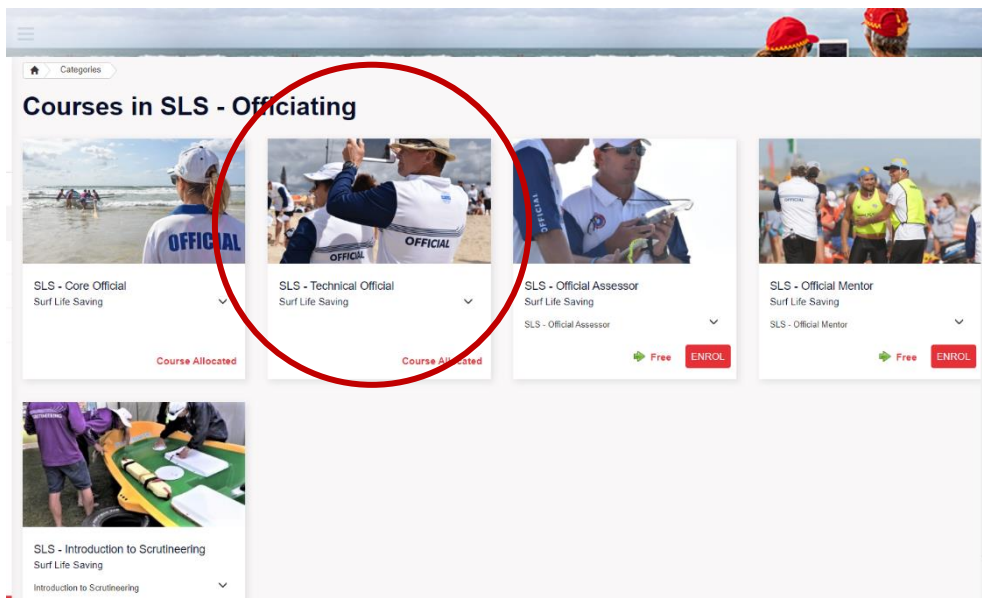 Categories
Courses in SLS - Officiating
OFFICIAL
OFFICIAL
OFFICIAL
OFFICIAL
OFFICIAL
SLS - Core Official
Surf Life Saving
Course Allocated
SLS - Technical Official
Surf Life Saving
Course Allocated
SLS - Official Assessor
Surf Life Saving
SLS - Official Assessor
Free ENROL
SLS - Official Mentor
Surf Life Saving
SLS - Official Mentor
Free ENROL
SLS - Introduction to Scrutineering
Surf Life Saving
Introduction to Scrutineering